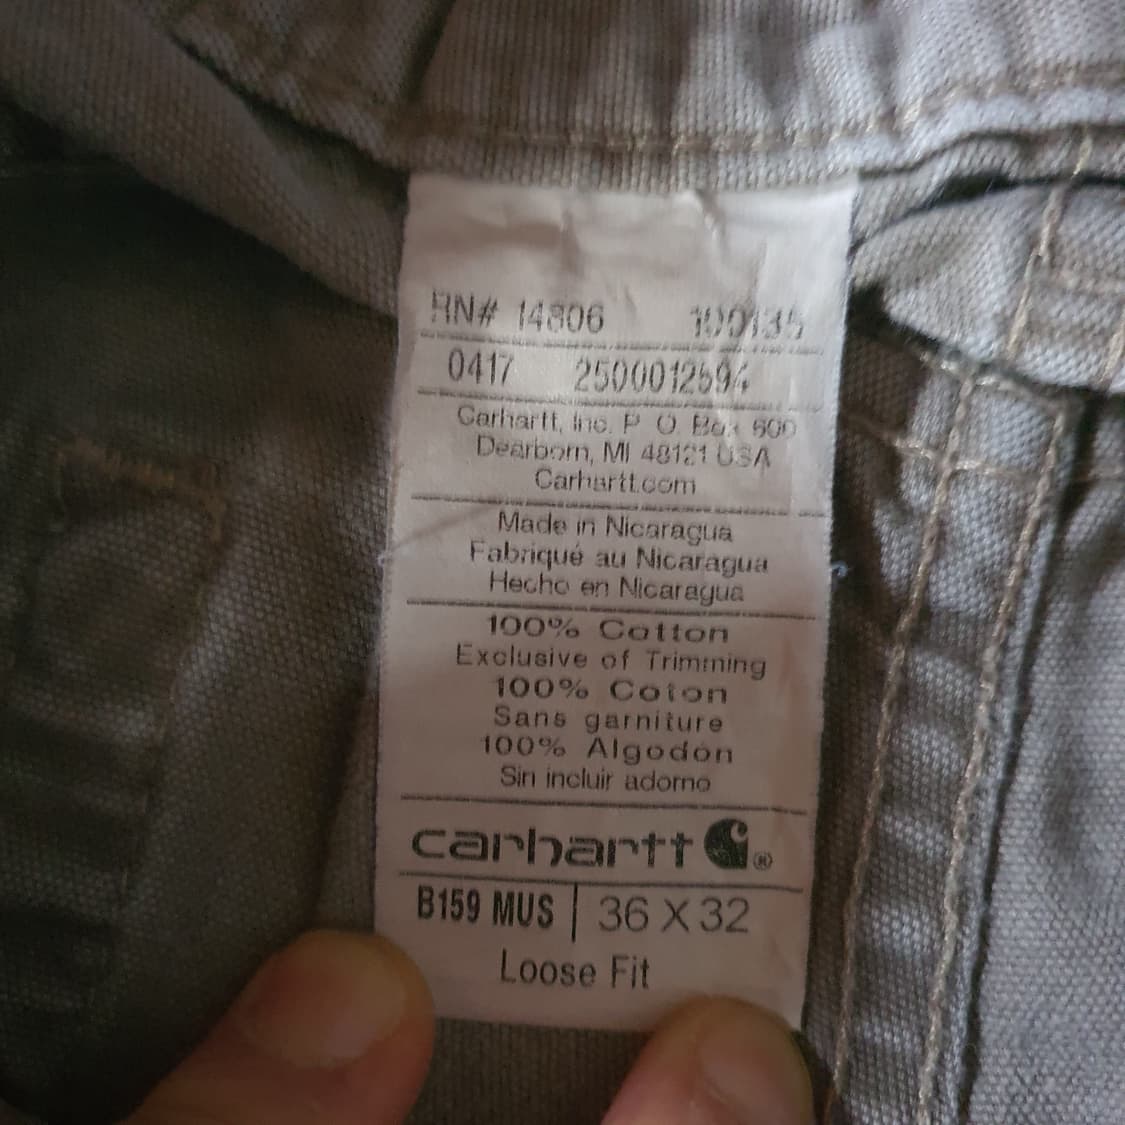 RN# 14806 100135
0417 2500012594
Carhartt, Inc. P O Box 600
Dearborn, MI 48121 USA
Carhartt.com
Made in Nicaragua
Fabriqué au Nicaragua
Hecho en Nicaragua
100% Cotton
Exclusive of Trimming
100% Coton
Sans garniture
100% Algodón
Sin incluir adorno
carhartt ®
B159 MUS | 36 X 32
Loose Fit